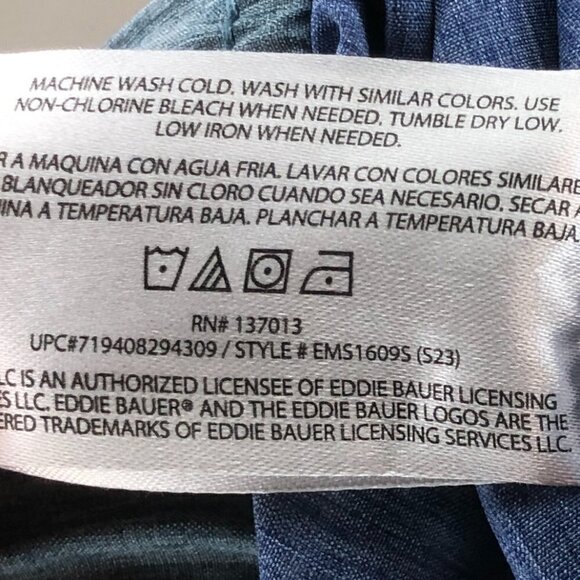 MACHINE WASH COLD. WASH WITH SIMILAR COLORS. USE
NON-CHLORINE BLEACH WHEN NEEDED. TUMBLE DRY LOW.
LOW IRON WHEN NEEDED.
R A MAQUINA CON AGUA FRIA. LAVAR CON COLORES SIMILARE
BLANQUEADOR SIN CLORO CUANDO SEA NECESARIO. SECAR A
INA A TEMPERATURA BAJA. PLANCHAR A TEMPERATURA BAJA
RN# 137013
UPC#719408294309 / STYLE # EMS1609S (S23)
LC IS AN AUTHORIZED LICENSEE OF EDDIE BAUER LICENSING
ES LLC. EDDIE BAUER® AND THE EDDIE BAUER LOGOS ARE THE
ERED TRADEMARKS OF EDDIE BAUER LICENSING SERVICES LLC.